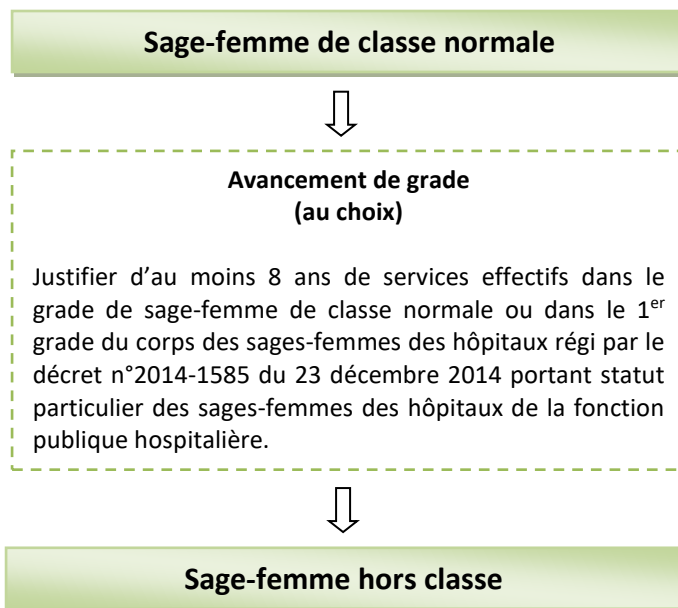 Sage-femme de classe normale
Avancement de grade
(au choix)
Justifier d’au moins 8 ans de services effectifs dans le
grade de sage-femme de classe normale ou dans le 1er
grade du corps des sages-femmes des hôpitaux régi par le
décret n°2014-1585 du 23 décembre 2014 portant statut
particulier des sages-femmes des hôpitaux de la fonction
publique hospitalière.
Sage-femme hors classe